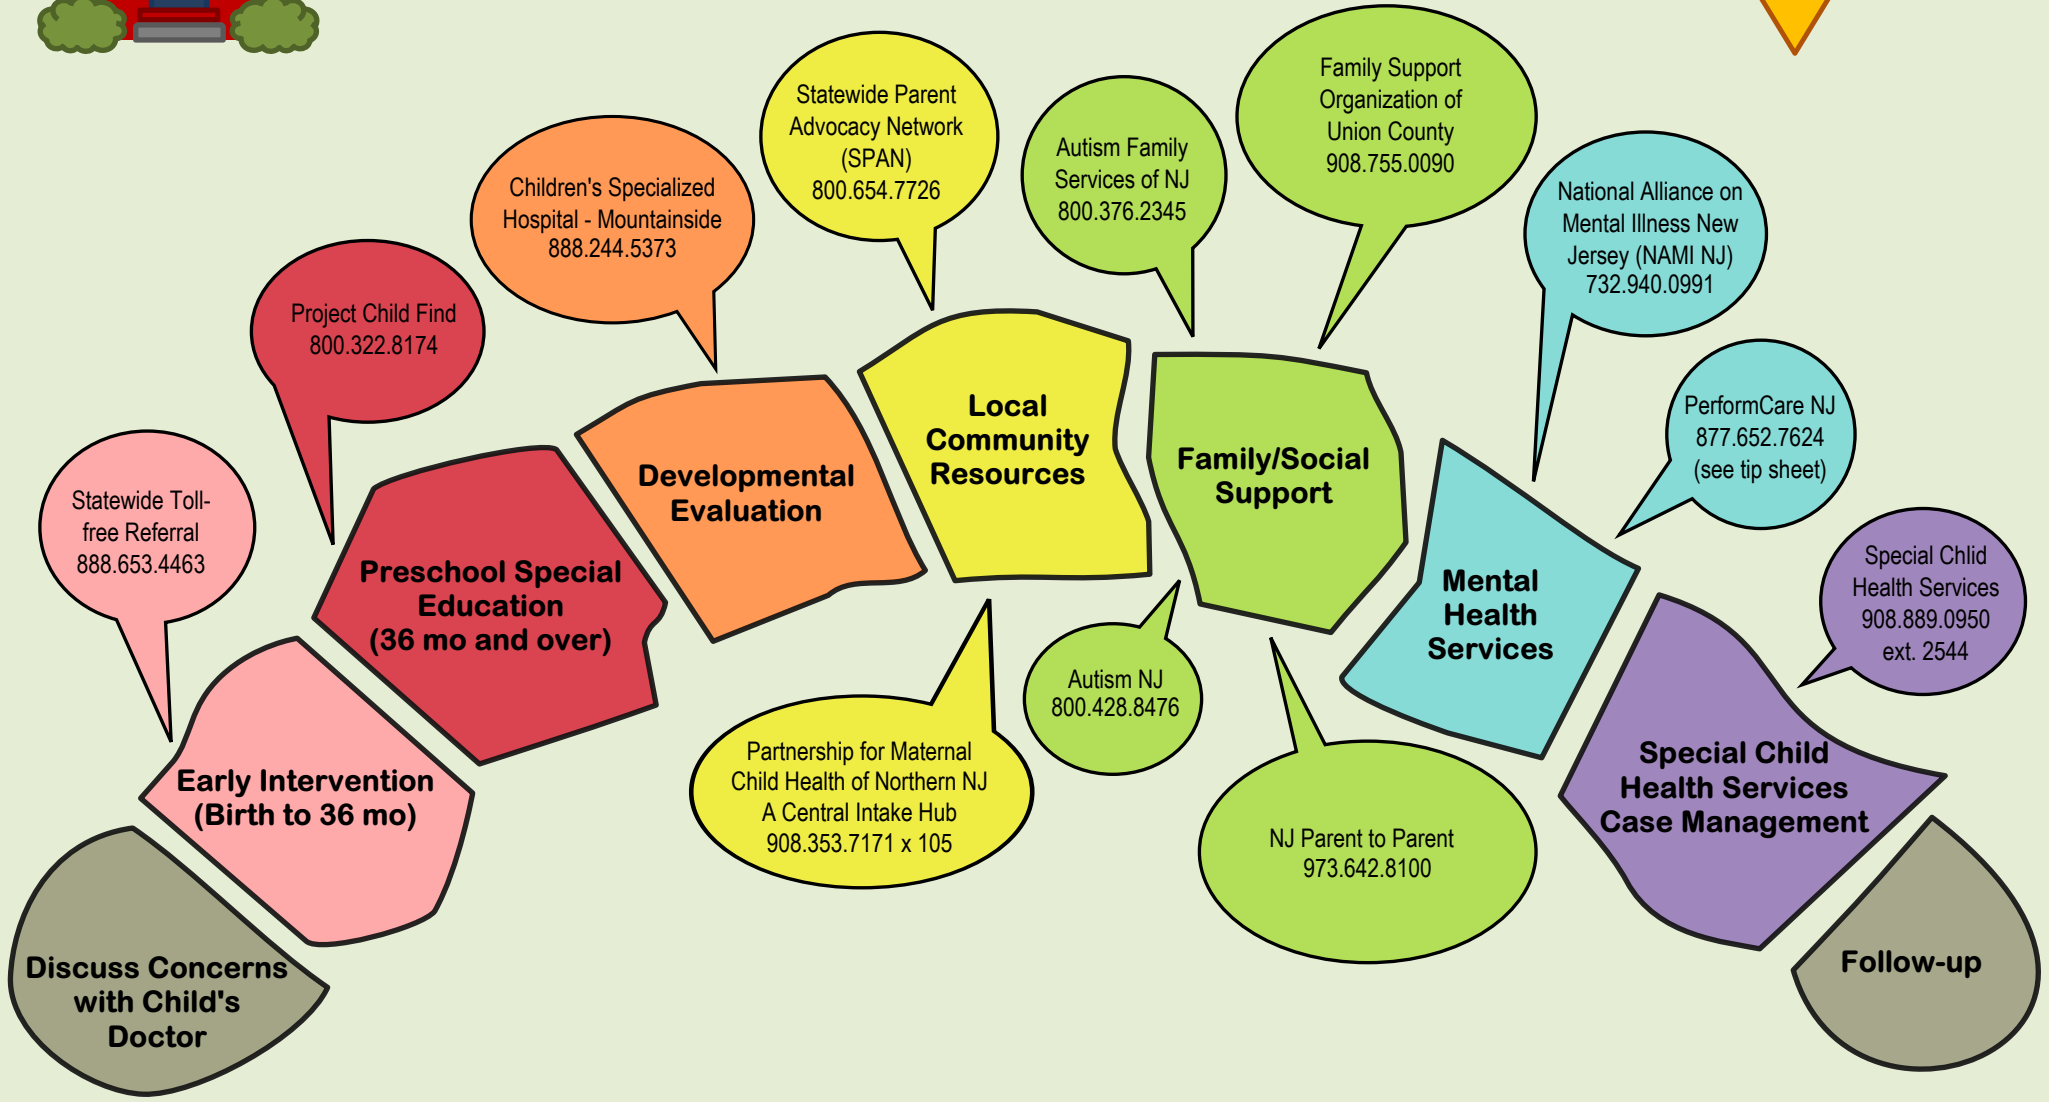 Discuss Concerns
with Child's
Doctor
Statewide Toll-
free Referral
888.653.4463
Early Intervention
(Birth to 36 mo)
Project Child Find
800.322.8174
Preschool Special
Education
(36 mo and over)
Children's Specialized
Hospital - Mountainside
888.244.5373
Developmental
Evaluation
Statewide Parent
Advocacy Network
(SPAN)
800.654.7726
Local
Community
Resources
Partnership for Maternal
Child Health of Northern NJ
A Central Intake Hub
908.353.7171 x 105
Autism Family
Services of NJ
800.376.2345
Family Support
Organization of
Union County
908.755.0090
Family/Social
Support
Autism NJ
800.428.8476
NJ Parent to Parent
973.642.8100
National Alliance on
Mental Illness New
Jersey (NAMI NJ)
732.940.0991
PerformCare NJ
877.652.7624
(see tip sheet)
Mental
Health
Services
Special Chlid
Health Services
908.889.0950
ext. 2544
Special Child
Health Services
Case Management
Follow-up